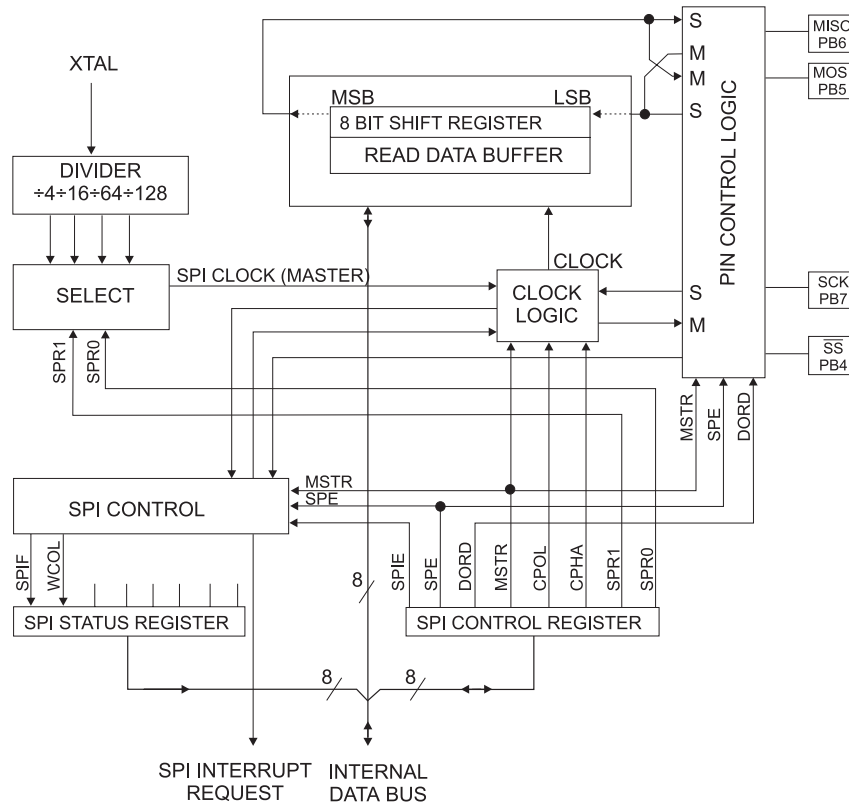 XTAL
DIVIDER
÷4÷16÷64÷128
SELECT
SPI CLOCK (MASTER)
SPR1
SPR0
MSB
LSB
8 BIT SHIFT REGISTER
READ DATA BUFFER
CLOCK
CLOCK
LOGIC
S
M
M
S
S
M
PIN CONTROL LOGIC
MISO
PB6
MOS
PB5
SCK
PB7
SS
PB4
MSTR
SPE
DORD
SPI CONTROL
MSTR
SPE
SPIF
WCOL
SPI STATUS REGISTER
SPIE
SPE
DORD
MSTR
CPOL
CPHA
SPR1
SPR0
SPI CONTROL REGISTER
8
8
8
SPI INTERRUPT
REQUEST
INTERNAL
DATA BUS